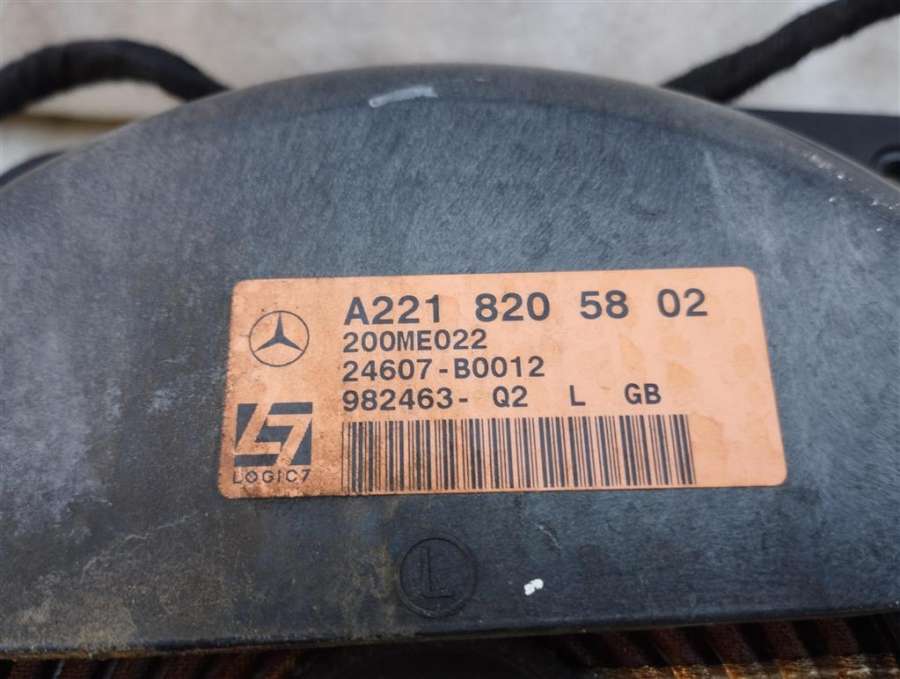 A221 820 58 02
200ME022
24607-B0012
982463- Q2 L GB
LOGIC7
L